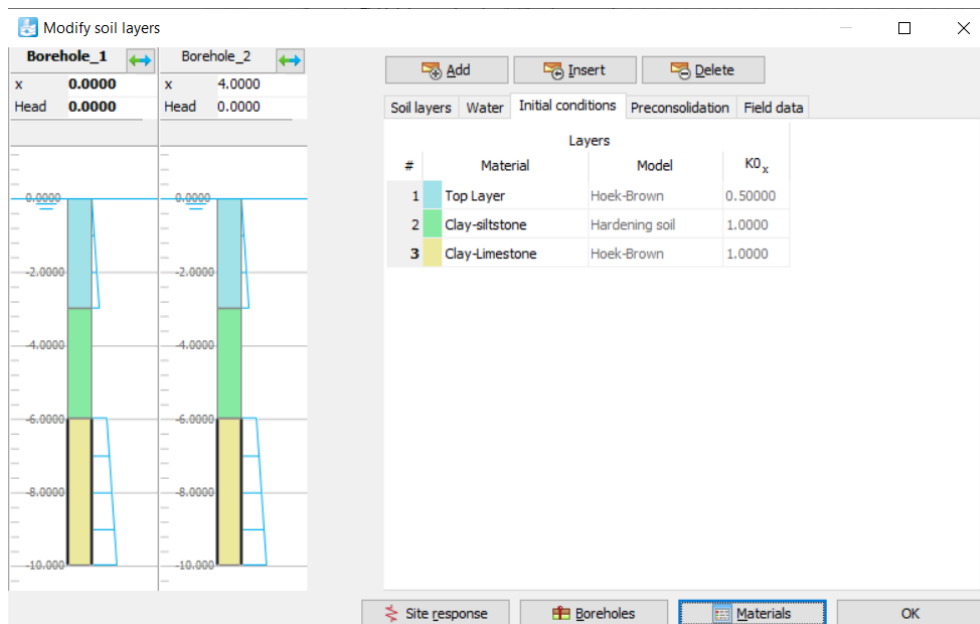 Modify soil layers
Borehole_1 Borehole_2
x 0.0000 x 4.0000
Head 0.0000 Head 0.0000
0.0000 0.0000
-2.0000 -2.0000
-4.0000 -4.0000
-6.0000 -6.0000
-8.0000 -8.0000
-10.000 -10.000
Add Insert Delete
Soil layers Water Initial conditions Preconsolidation Field data
Layers
# Material Model K0x
1 Top Layer Hoek-Brown 0.50000
2 Clay-siltstone Hardening soil 1.0000
3 Clay-Limestone Hoek-Brown 1.0000
Site response Boreholes Materials OK